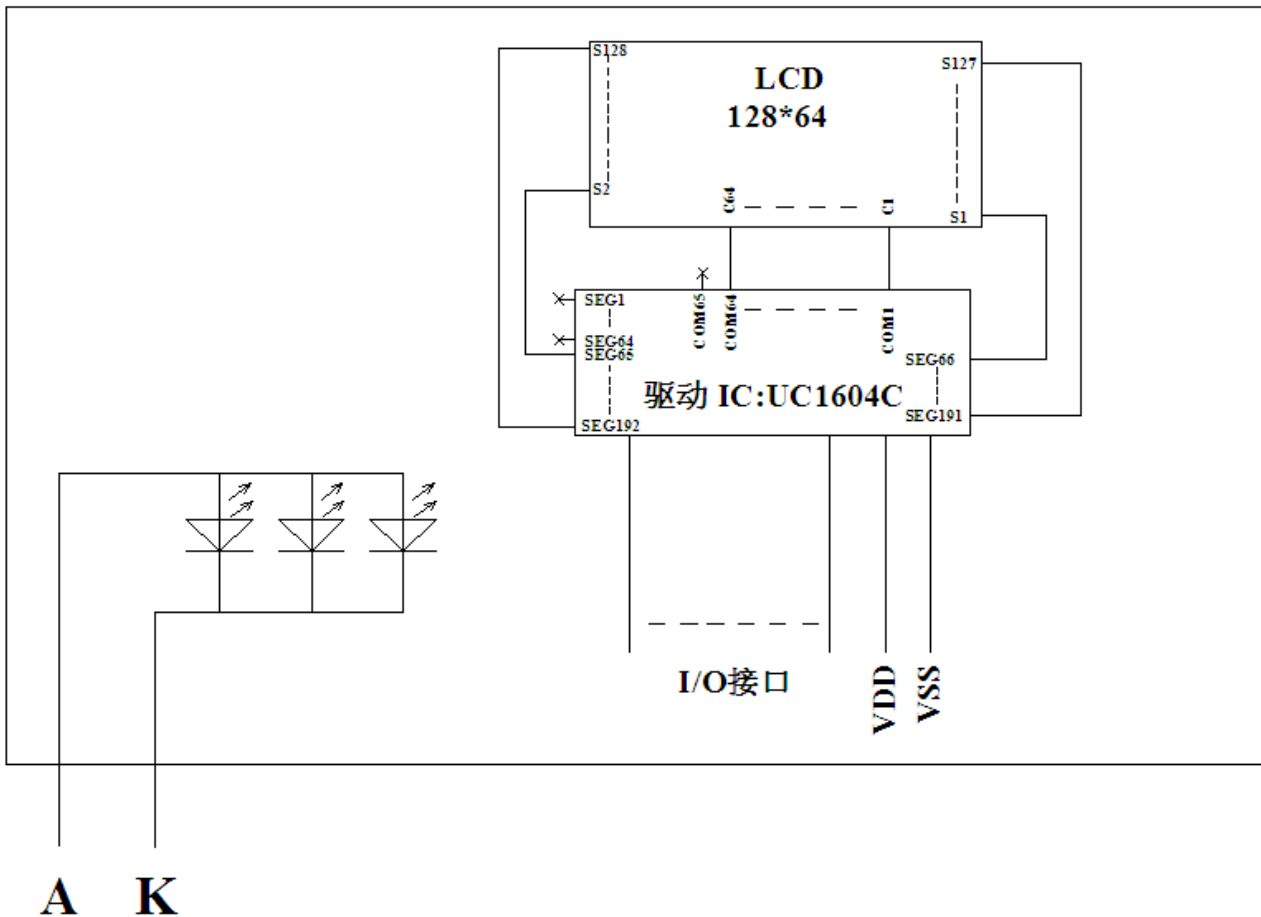 S128
LCD
S127
128*64
S2
C64
C1
S1
SEG1
COM65
COM64
COM1
SEG64
SEG65
SEG66
驱动 IC:UC1604C
SEG191
SEG192
I/O接口
VDD
VSS
A
K